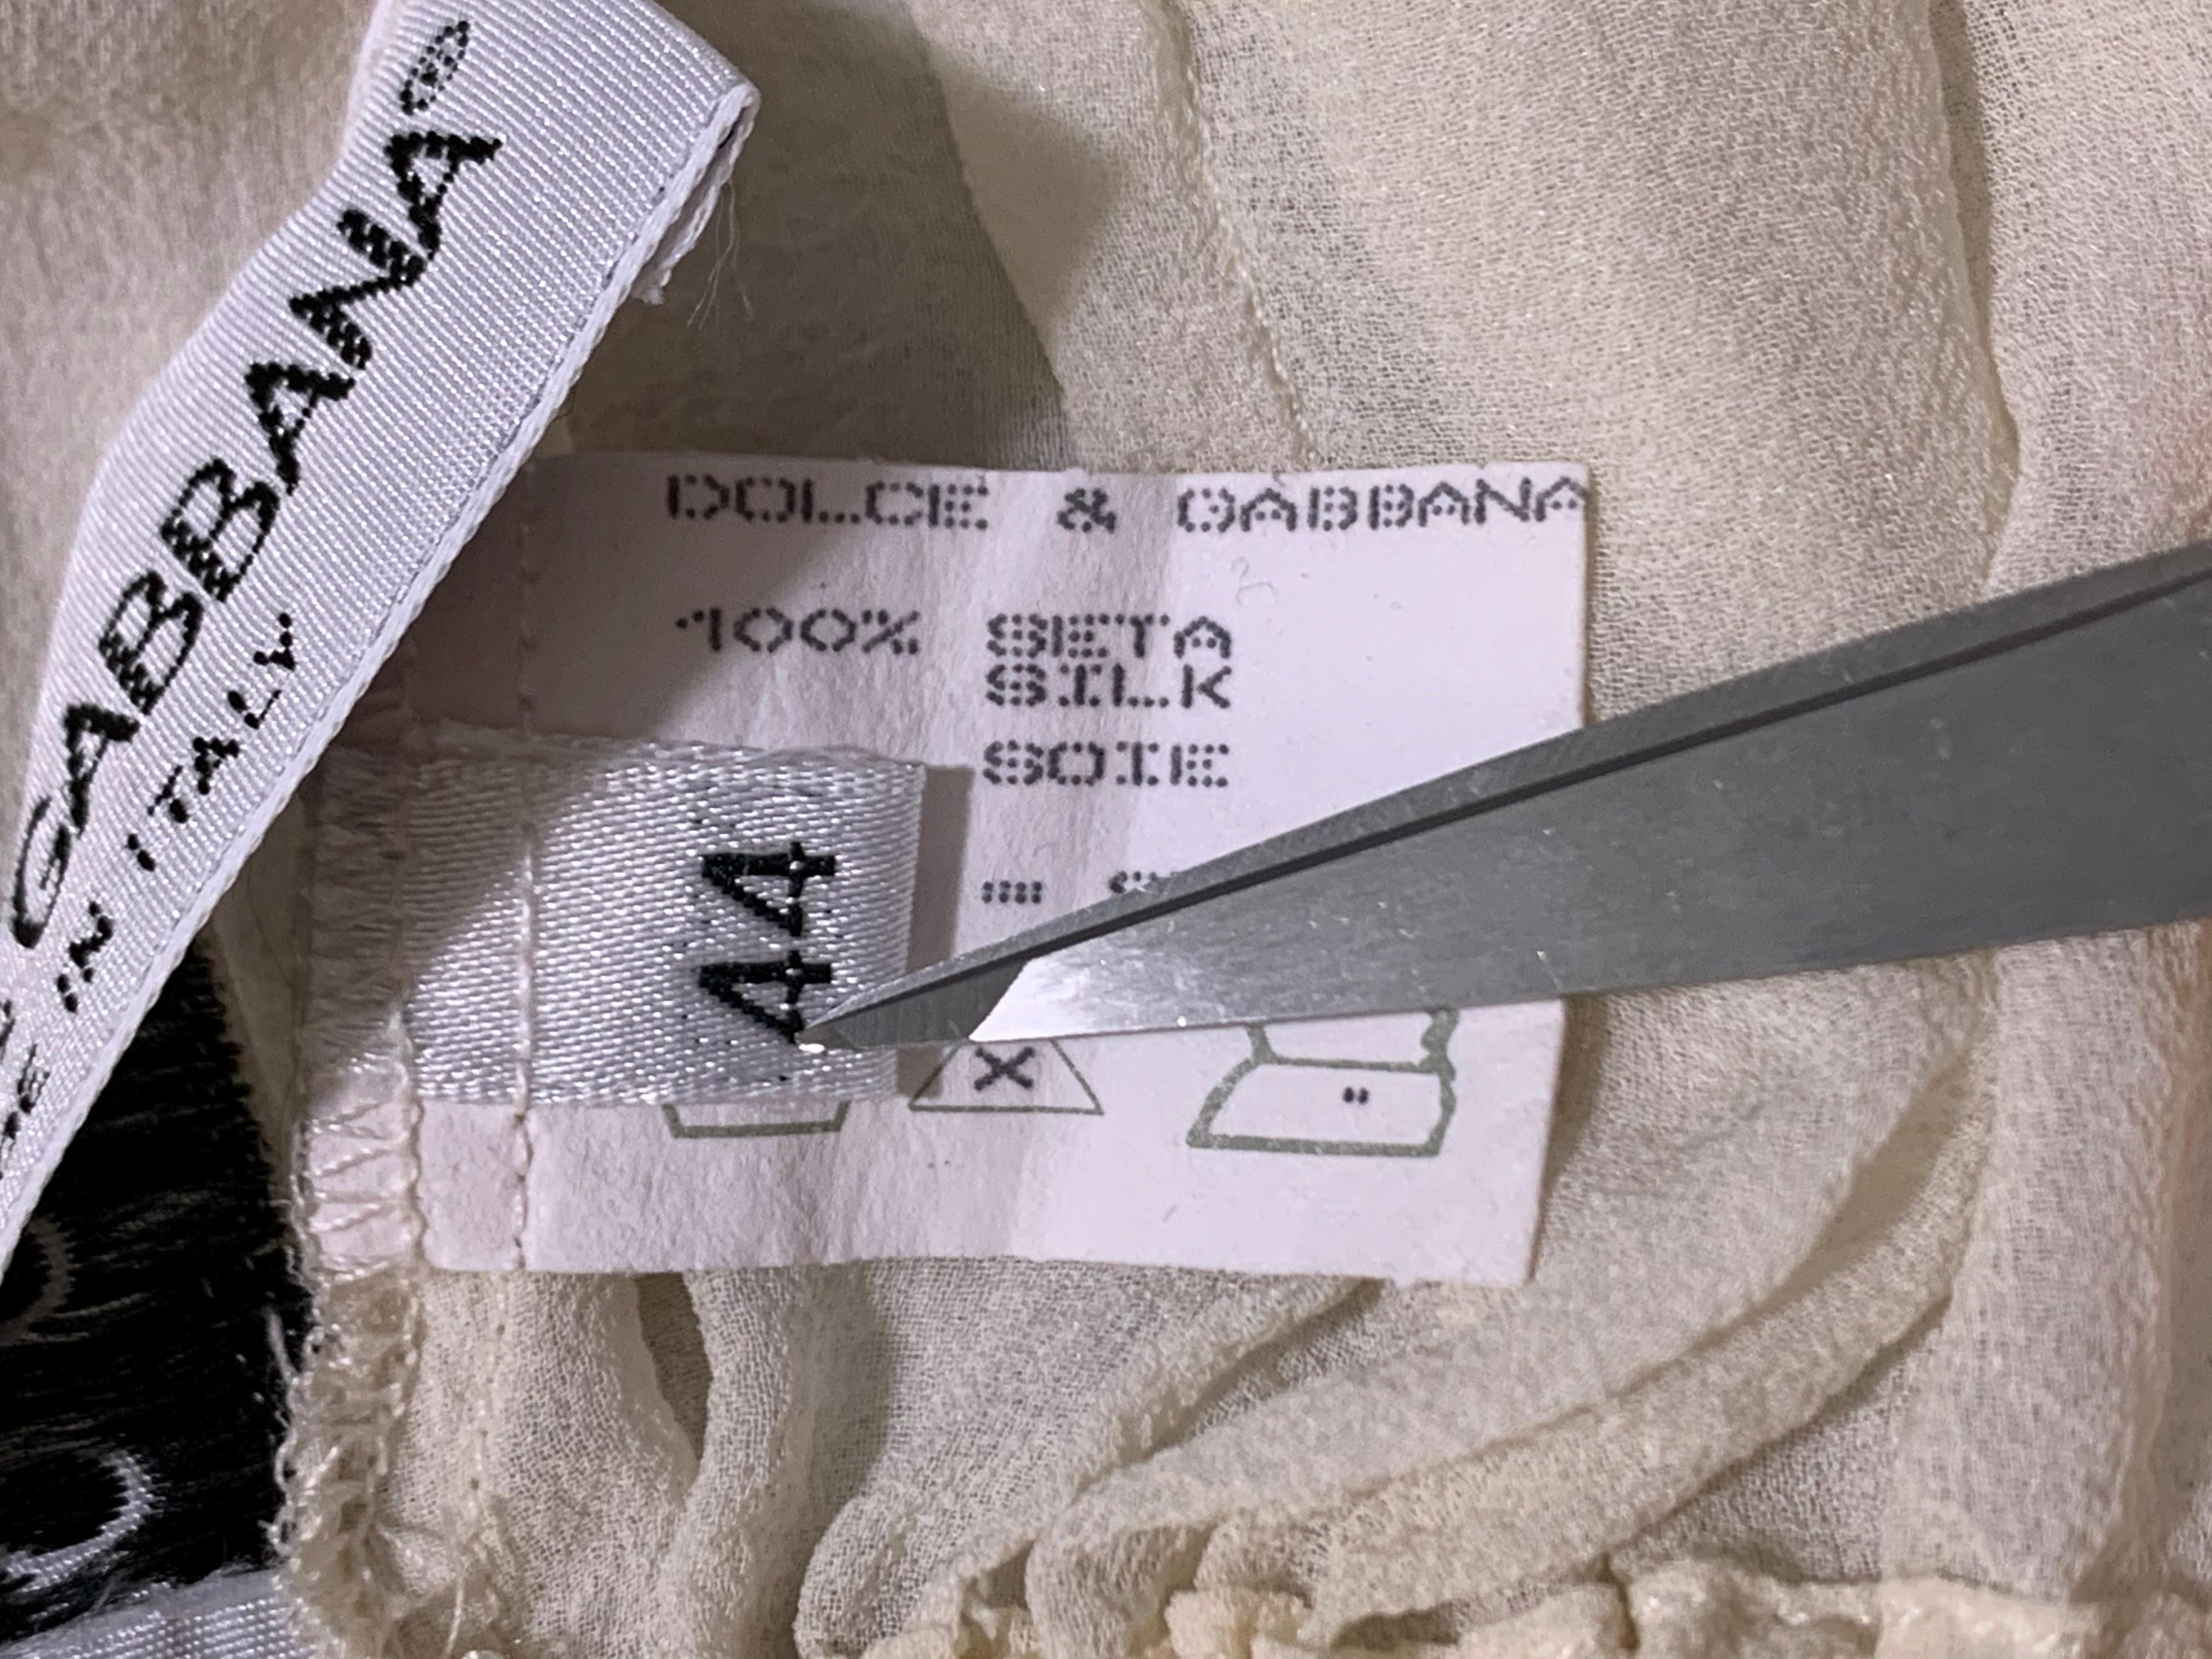 GABBANA®
IN ITALY
DOLCE & GABBANA
100% SETA
SILK
SOIE
44
X